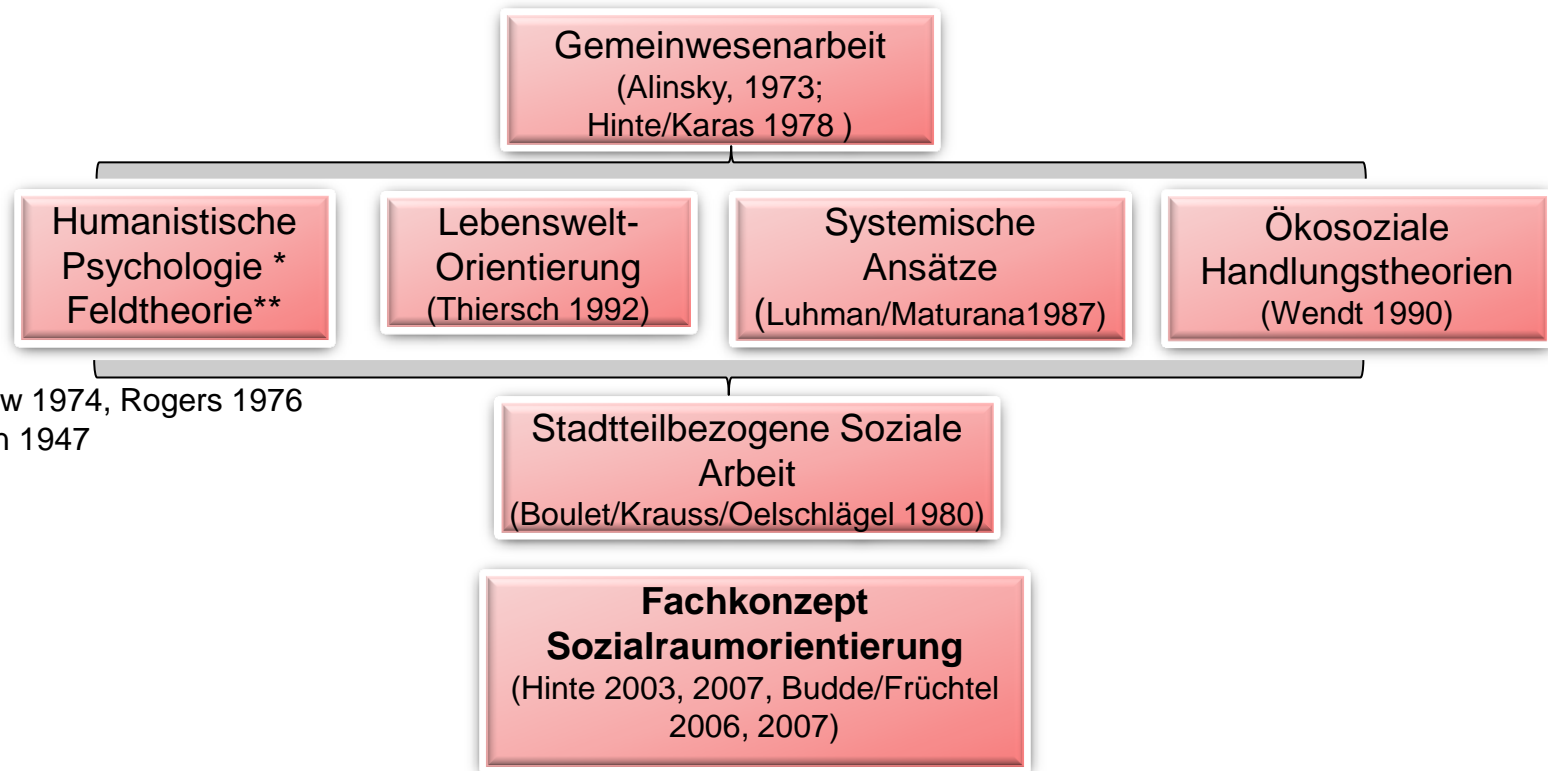 Gemeinwesenarbeit
(Alinsky, 1973;
Hinte/Karas 1978 )
Humanistische
Psychologie *
Feldtheorie**
Lebenswelt-
Orientierung
(Thiersch 1992)
Systemische
Ansätze
(Luhman/Maturana1987)
Ökosoziale
Handlungstheorien
(Wendt 1990)
w 1974, Rogers 1976
n 1947
Stadtteilbezogene Soziale
Arbeit
(Boulet/Krauss/Oelschlägel 1980)
Fachkonzept
Sozialraumorientierung
(Hinte 2003, 2007, Budde/Früchtel
2006, 2007)